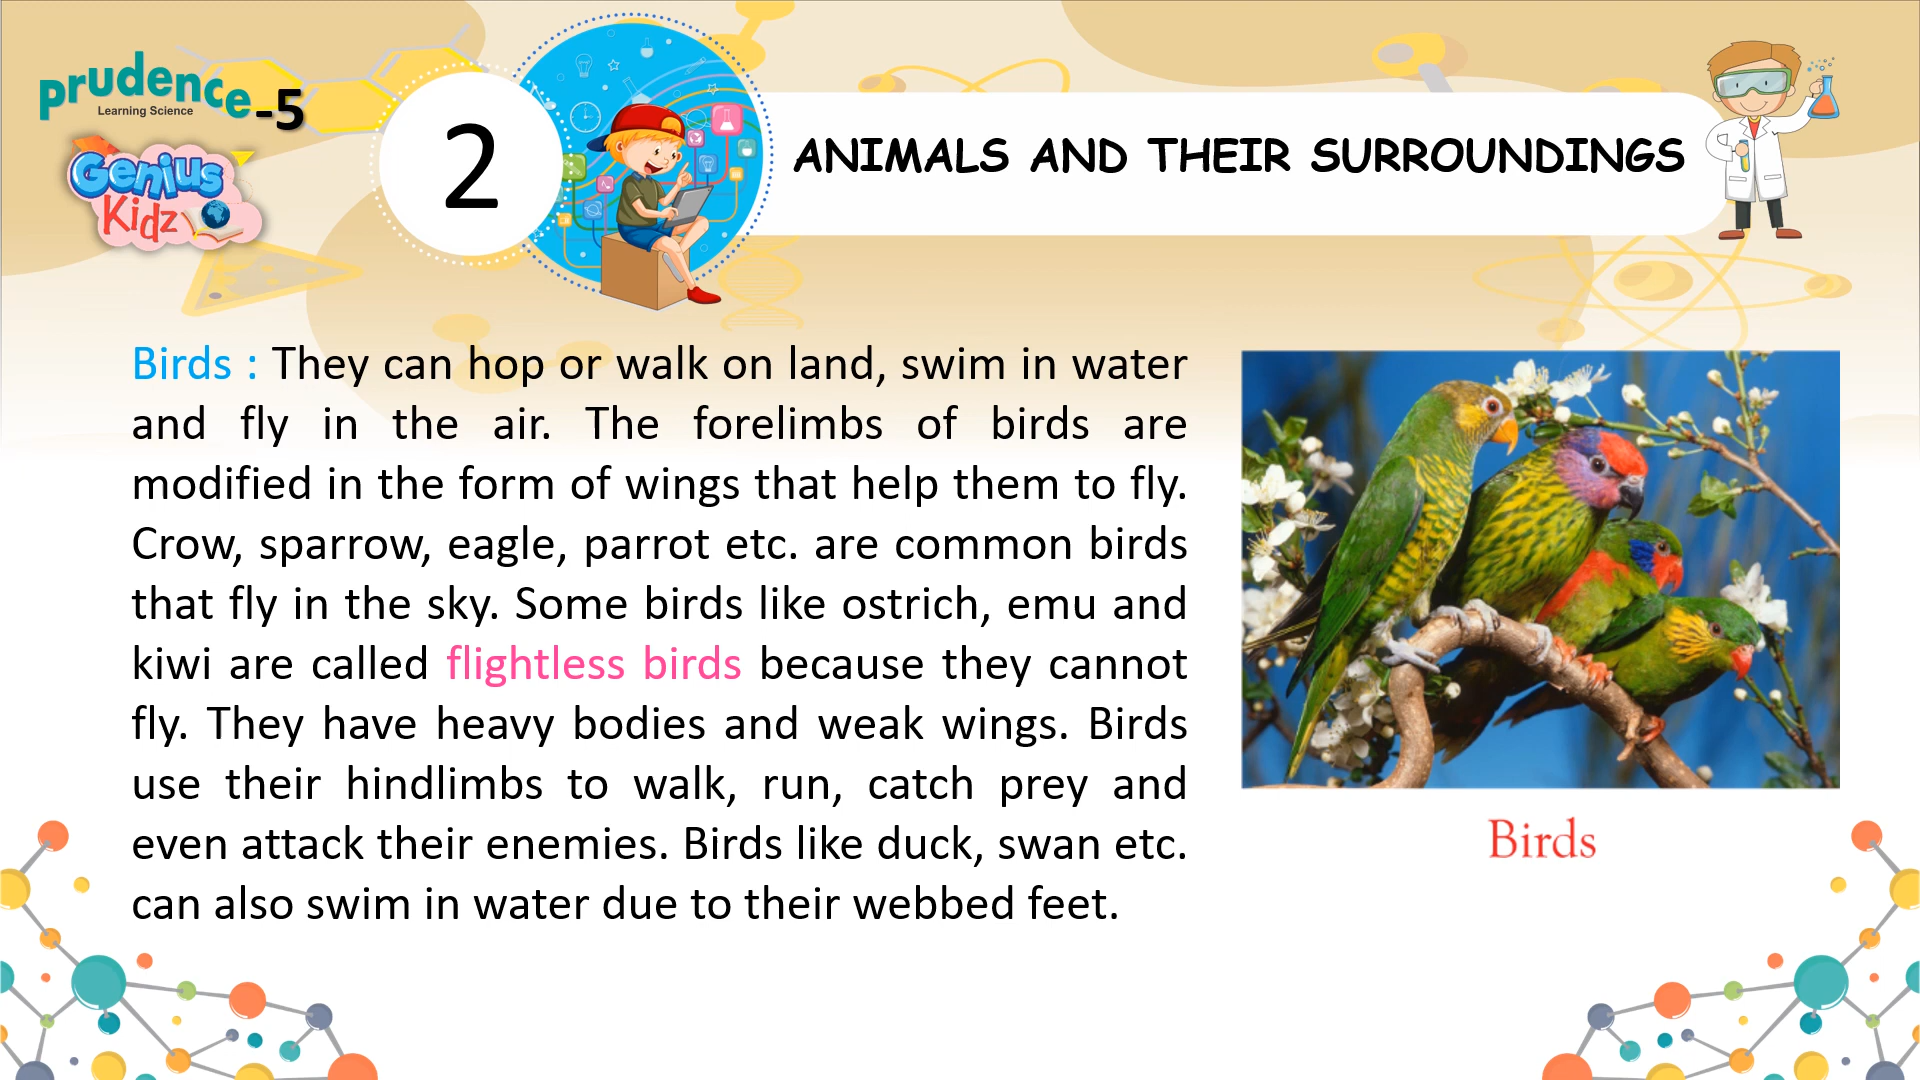 prudence-5
Learning Science
Genius
Kidz
2
ANIMALS AND THEIR SURROUNDINGS
Birds : They can hop or walk on land, swim in water
and fly in the air. The forelimbs of birds are
modified in the form of wings that help them to fly.
Crow, sparrow, eagle, parrot etc. are common birds
that fly in the sky. Some birds like ostrich, emu and
kiwi are called flightless birds because they cannot
fly. They have heavy bodies and weak wings. Birds
use their hindlimbs to walk, run, catch prey and
even attack their enemies. Birds like duck, swan etc.
can also swim in water due to their webbed feet.
Birds